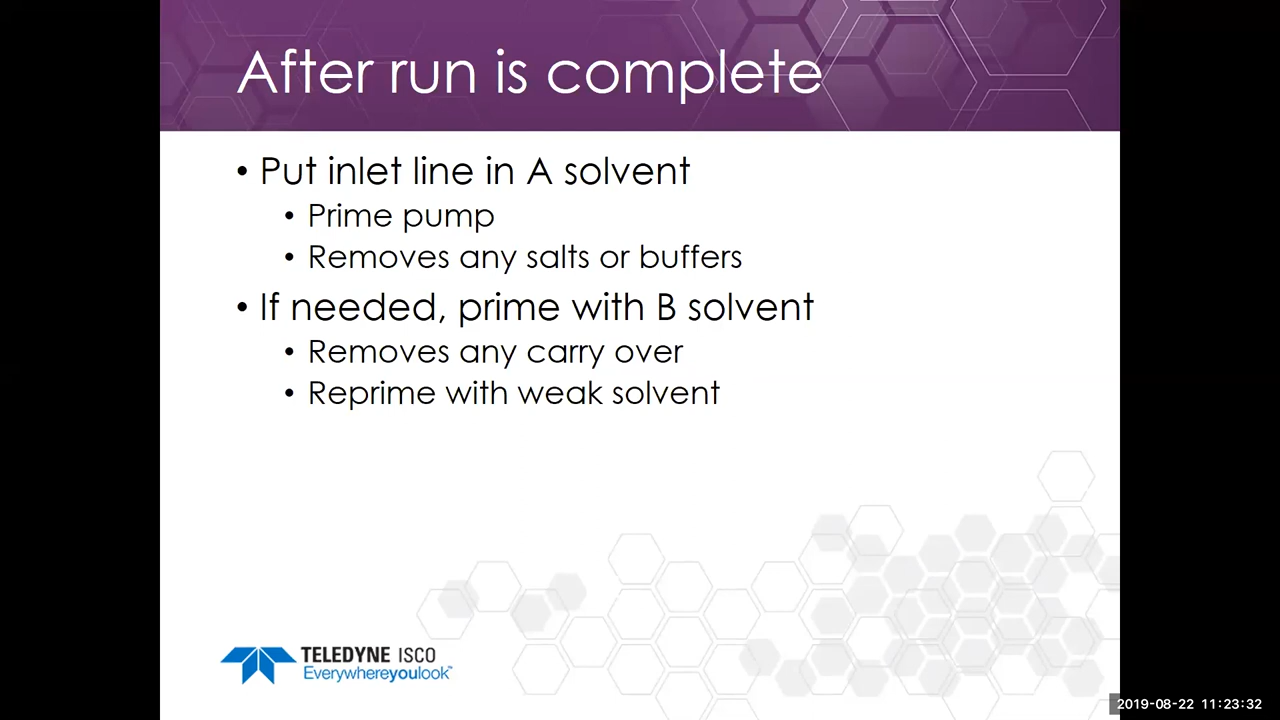 After run is complete
• Put inlet line in A solvent
• Prime pump
• Removes any salts or buffers
• If needed, prime with B solvent
• Removes any carry over
• Reprime with weak solvent
TELEDYNE ISCO
Everywhereyoulook™
2019-08-22 11:23:32